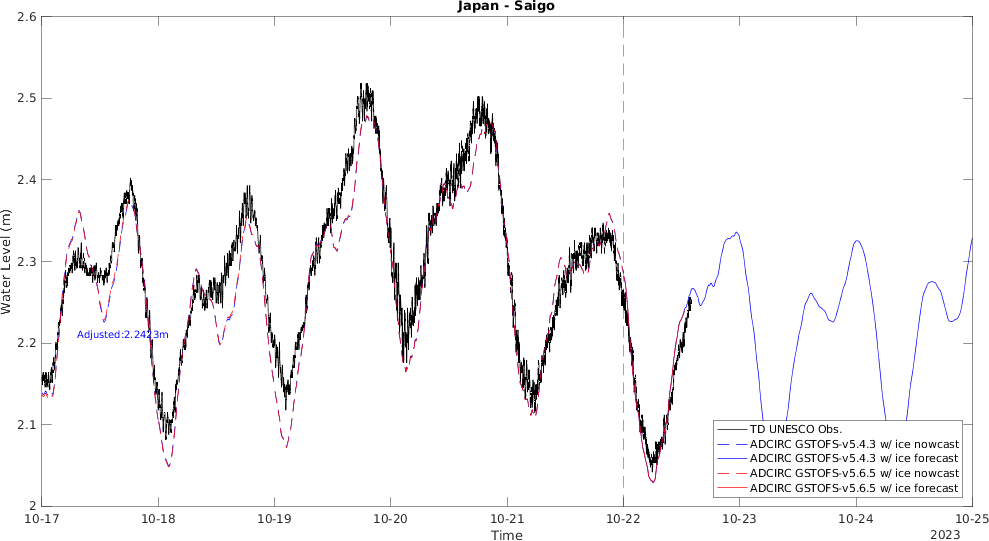 Japan - Saigo
2.6
2.5
2.4
2.3
2.2
2.1
2
Water Level (m)
Adjusted:2.2423m
TD UNESCO Obs.
ADCIRC GSTOFS-v5.4.3 w/ ice nowcast
ADCIRC GSTOFS-v5.4.3 w/ ice forecast
ADCIRC GSTOFS-v5.6.5 w/ ice nowcast
ADCIRC GSTOFS-v5.6.5 w/ ice forecast
10-17 10-18 10-19 10-20 10-21 10-22 10-23 10-24 10-25
Time 2023